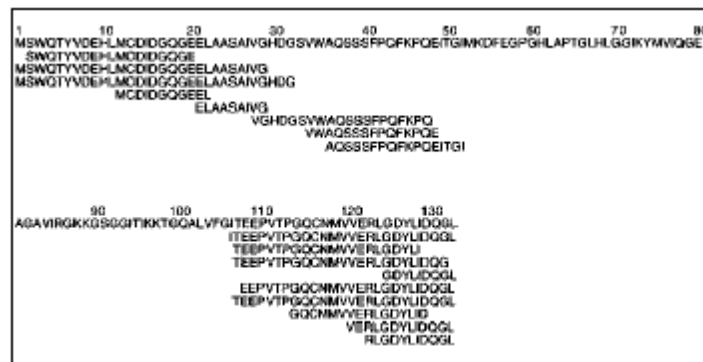 1 10 20 30 40 50 60 70 80
MSWQTYVDEHLMCDIDGQGEELAASAIVGHDGSVWAQSSSFPQFKPQEITGIMKDFEGPGHLAPTGLHLGGIKYMVIQGE
SWQTYVDEHLMCDIDGQGE
MSWQTYVDEHLMCDIDGQGEELAASAIVG
MSWQTYVDEHLMCDIDGQGEELAASAIVGHDG
MCDIDGQGEEL
ELAASAIVG
VGHDGSVWAQSSSFPQFKPQ
VWAQSSSFPQFKPQE
AQSSSFPQFKPQEITGI
90 100 110 120 130
AGAVIRGKKGSGGITIKKTGQALVFGITEEPVTPGQCNMVVERLGDYLIDQGL
ITEEPVTPGQCNMVVERLGDYLIDQGL
TEEPVTPGQCNMVVERLGDYLI
TEEPVTPGQCNMVVERLGDYLIDQG
GDYLIDQGL
EEPVTPGQCNMVVERLGDYLIDQGL
TEEPVTPGQCNMVVERLGDYLIDQGL
GQCNMVVERLGDYLID
VERLGDYLIDQGL
RLGDYLIDQGL